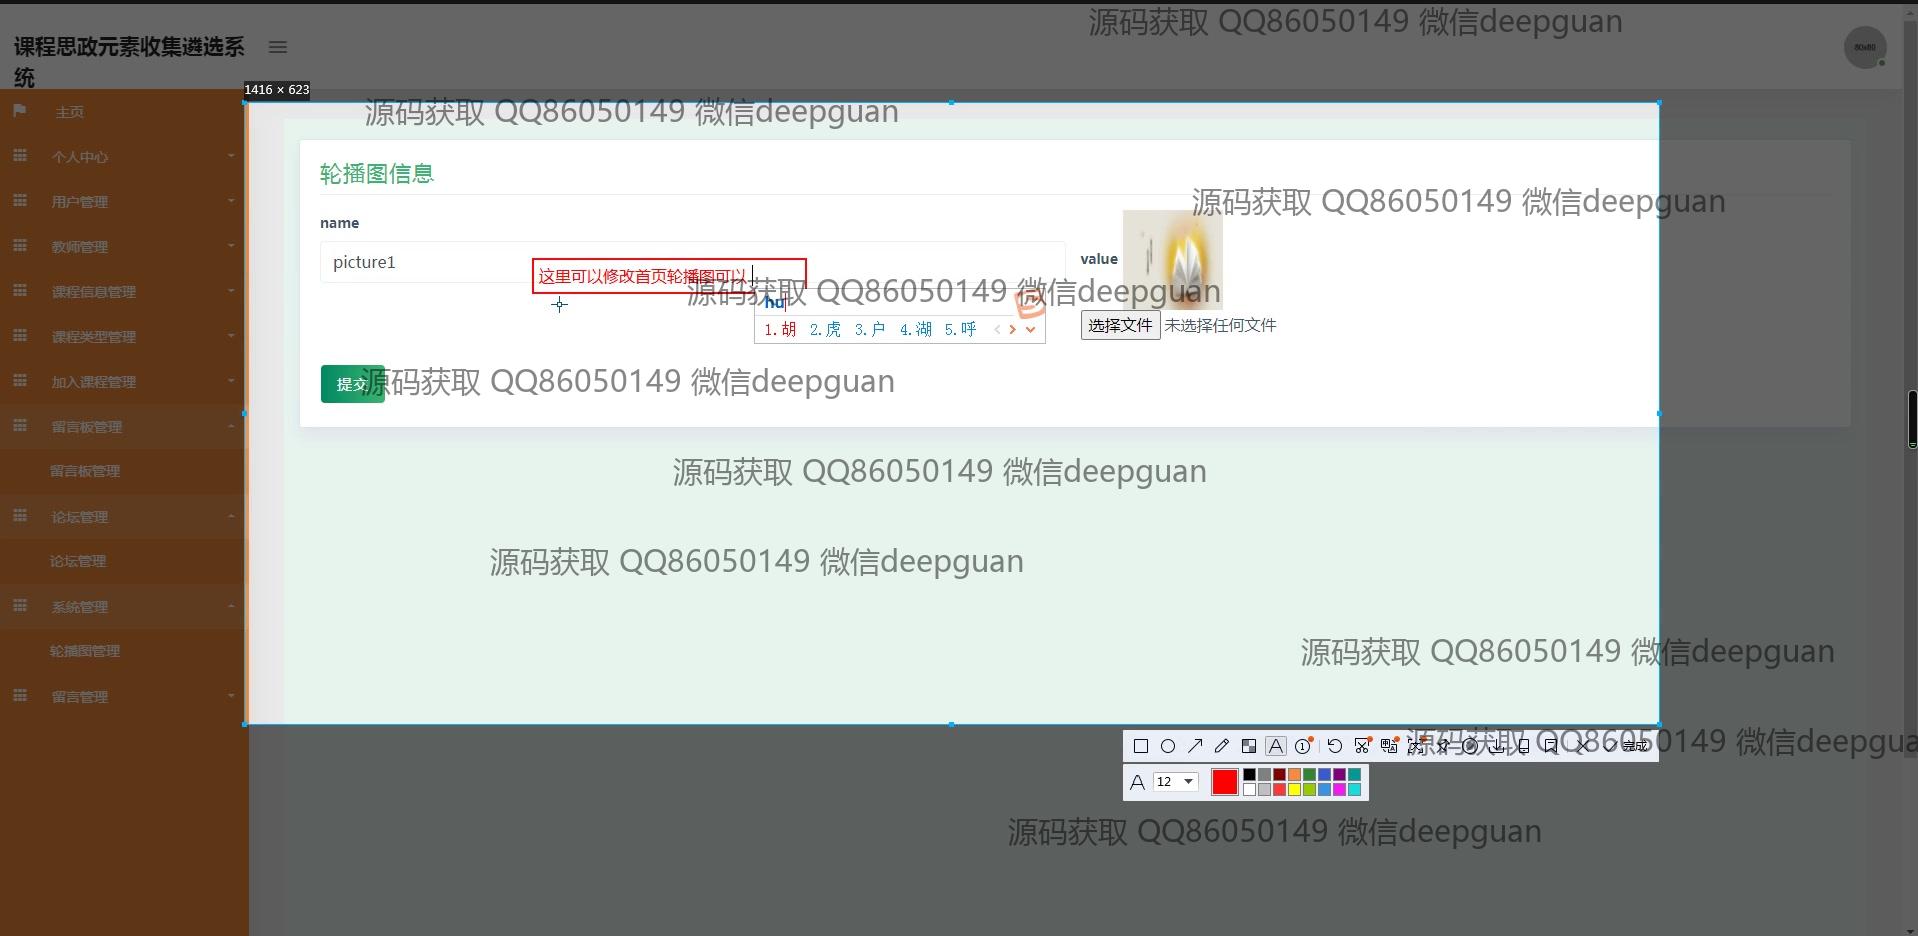 源码获取 QQ86050149 微信deepguan
课程思政元素收集遴选系
统
80x80
1416 × 623
主页
源码获取 QQ86050149 微信deepguan
个人中心
轮播图信息
用户管理
源码获取 QQ86050149 微信deepguan
name
教师管理
picture1
value
这里可以修改首页轮播图可以
课程信息管理
源码获取 QQ86050149 微信deepguan
hu
1.胡 2.虎 3.户 4.湖 5.呼
选择文件 未选择任何文件
课程类型管理
加入课程管理
提交
源码获取 QQ86050149 微信deepguan
留言板管理
留言板管理
源码获取 QQ86050149 微信deepguan
论坛管理
论坛管理
源码获取 QQ86050149 微信deepguan
系统管理
轮播图管理
源码获取 QQ86050149 微信deepguan
留言管理
源码获取 QQ86050149 微信deepgua
完成
A 12
源码获取 QQ86050149 微信deepguan